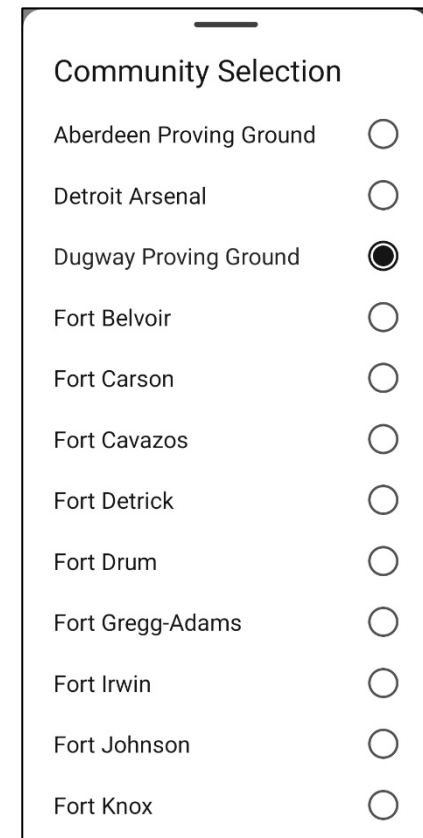 Community Selection
Aberdeen Proving Ground
Detroit Arsenal
Dugway Proving Ground
Fort Belvoir
Fort Carson
Fort Cavazos
Fort Detrick
Fort Drum
Fort Gregg-Adams
Fort Irwin
Fort Johnson
Fort Knox